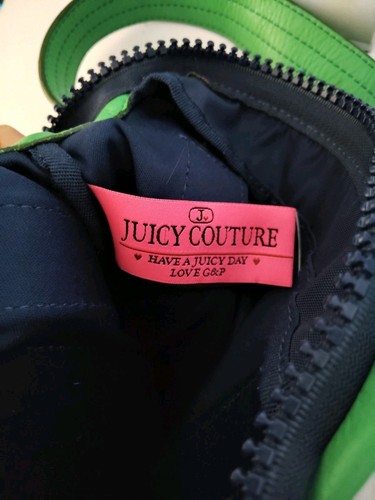 J.
JUICY COUTURE
♥ HAVE A JUICY DAY ♥
LOVE G&P